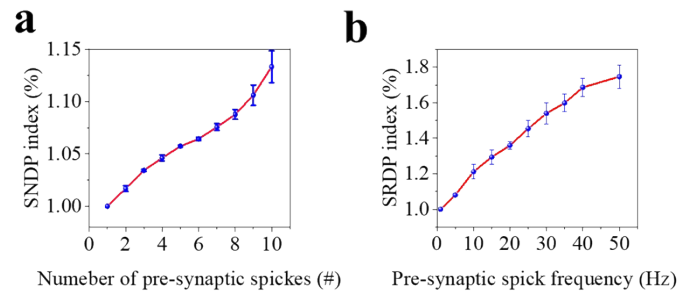 a
SNDP index (%)
1.15
1.10
1.05
1.00
0 2 4 6 8 10
Numeber of pre-synaptic spickes (#)
b
SRDP index (%)
1.8
1.6
1.4
1.2
1.0
0 10 20 30 40 50
Pre-synaptic spick frequency (Hz)